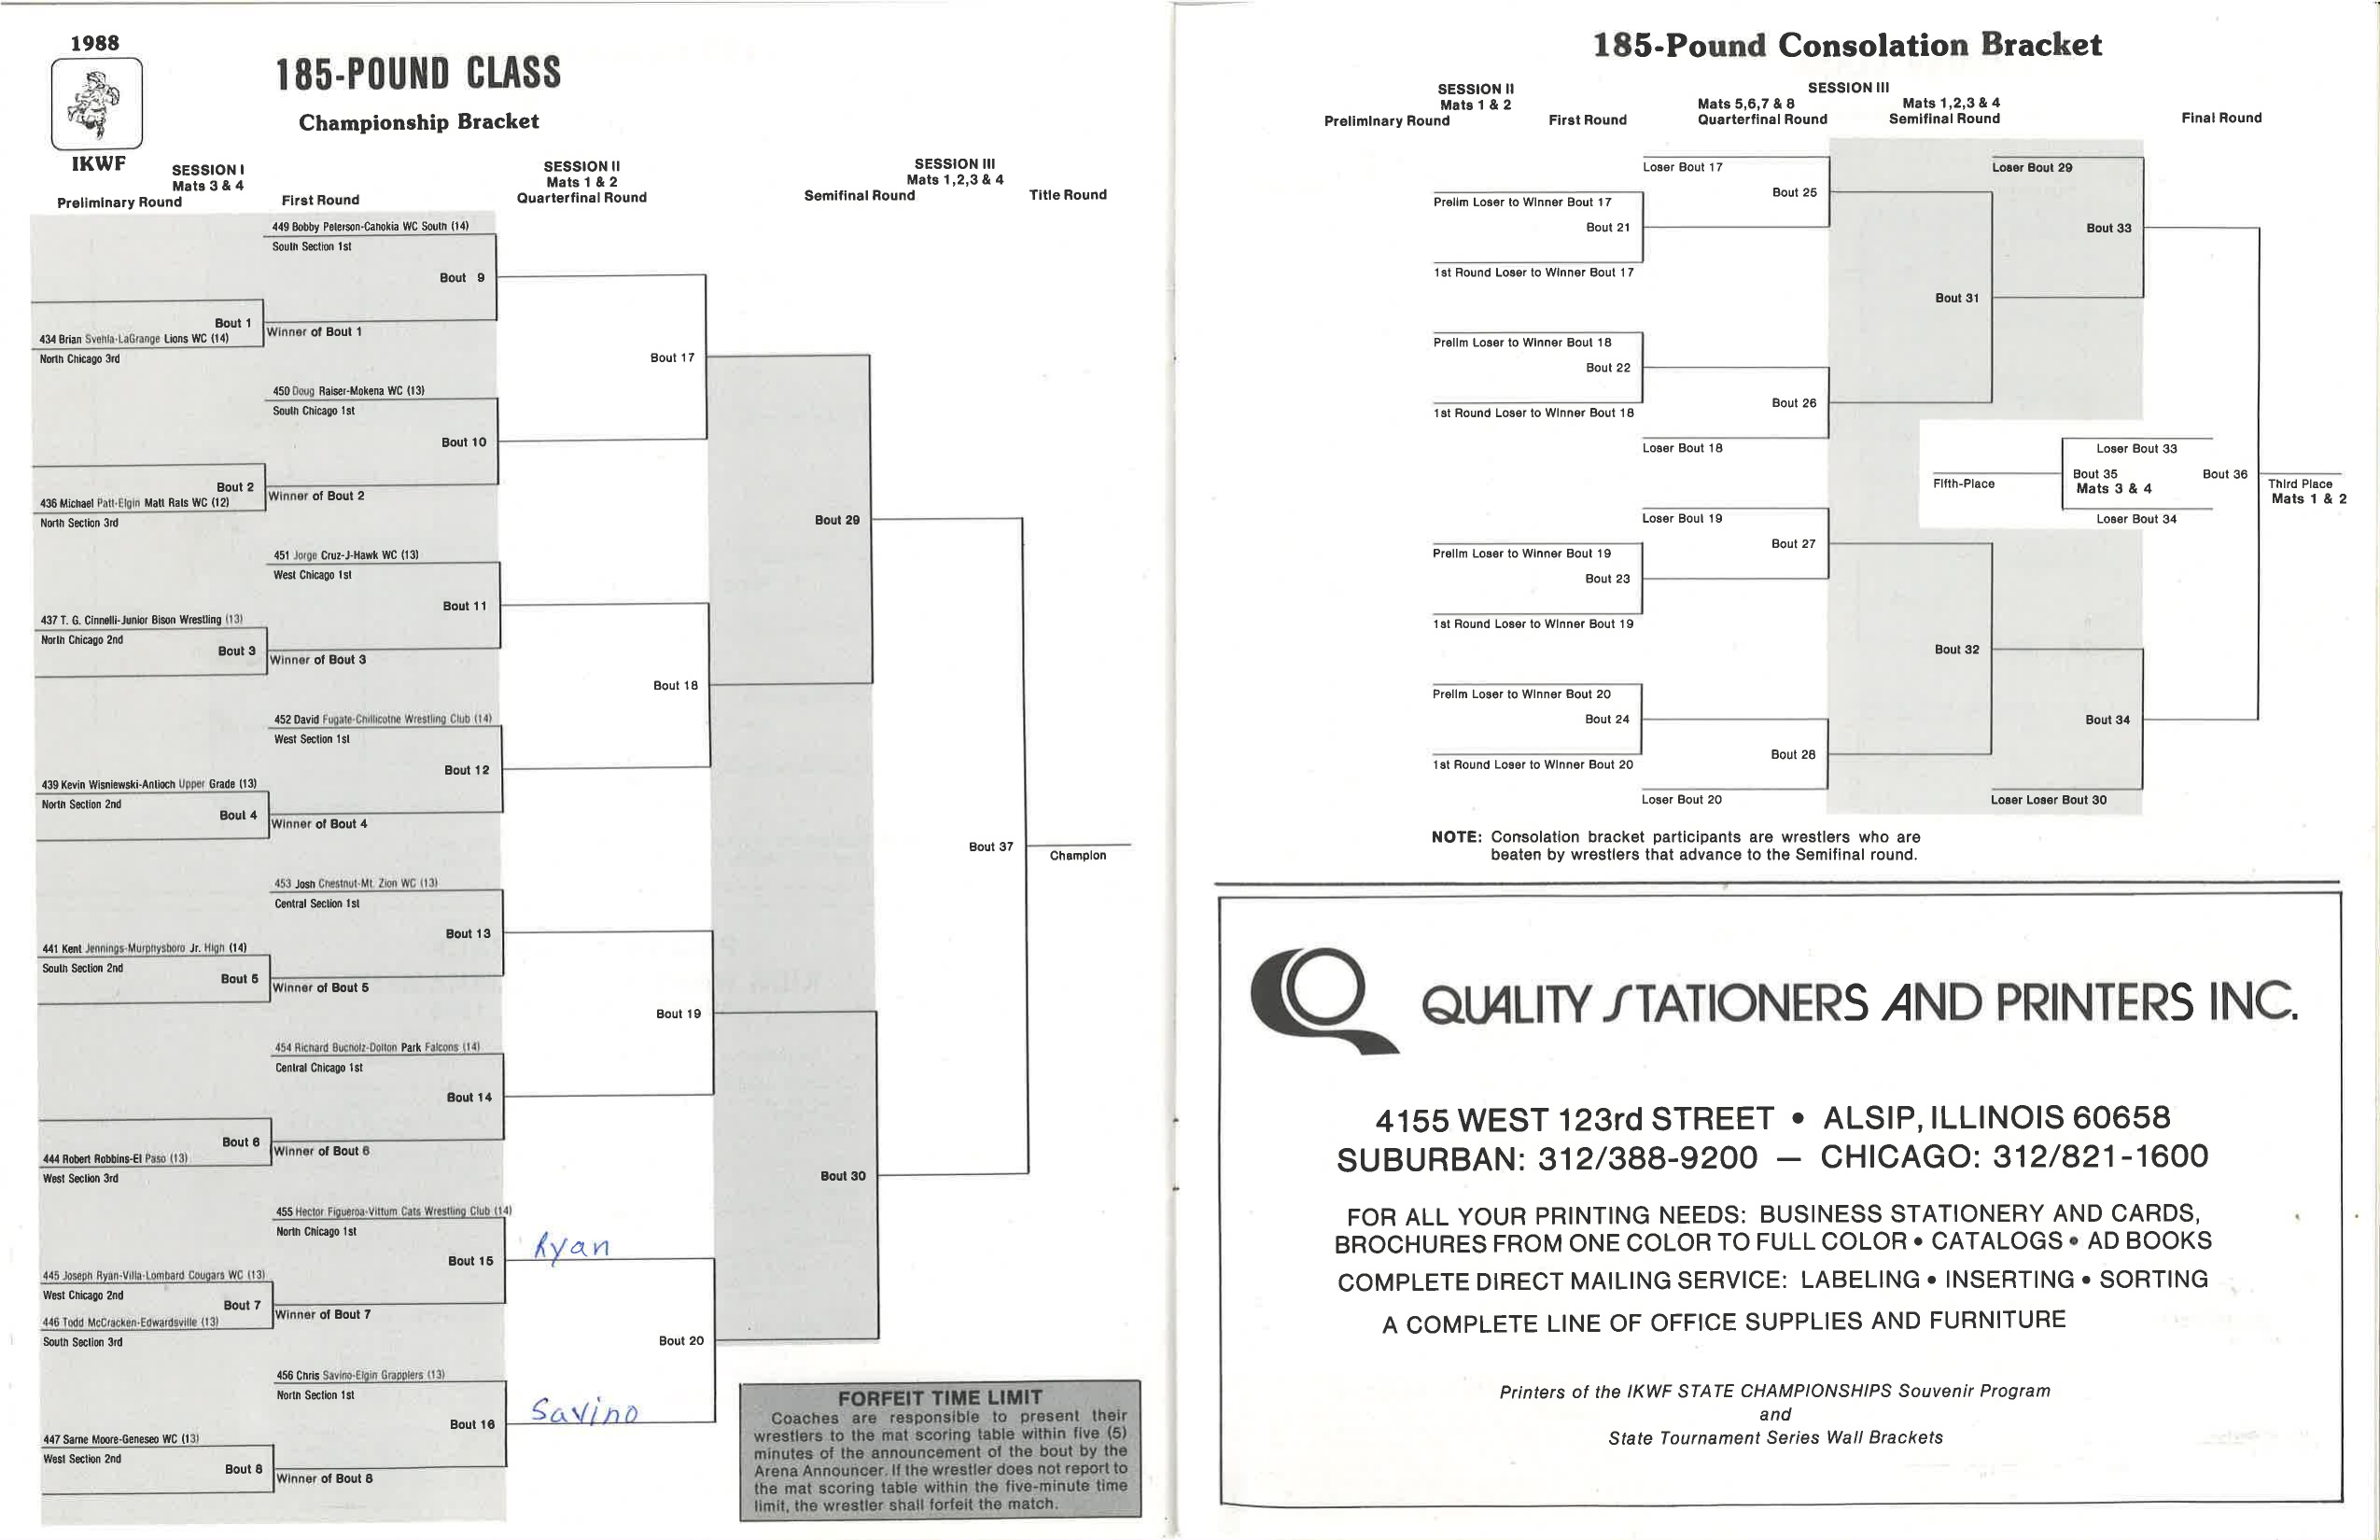 1988
IKWF
185-POUND CLASS
Championship Bracket
SESSION I
Mats 3 & 4
Preliminary Round
First Round
SESSION II
Mats 1 & 2
Quarterfinal Round
SESSION III
Mats 1,2,3 & 4
Semifinal Round
Title Round
449 Bobby Peterson-Cahokia WC South (14)
South Section 1st
Bout 9
Bout 1
434 Brian Svehla-LaGrange Lions WC (14)
North Chicago 3rd
Winner of Bout 1
Bout 17
450 Doug Raiser-Mokena WC (13)
South Chicago 1st
Bout 10
Bout 2
436 Michael Patt-Elgin Matt Rats WC (12)
North Section 3rd
Winner of Bout 2
Bout 29
451 Jorge Cruz-J-Hawk WC (13)
West Chicago 1st
Bout 11
437 T. G. Cinnelli-Junior Bison Wrestling (13)
North Chicago 2nd
Bout 3
Winner of Bout 3
Bout 18
452 David Fugate-Chillicothe Wrestling Club (14)
West Section 1st
Bout 12
439 Kevin Wisniewski-Antioch Upper Grade (13)
North Section 2nd
Bout 4
Winner of Bout 4
Bout 37
Champion
453 Josh Chestnut-Mt. Zion WC (13)
Central Section 1st
Bout 13
441 Kent Jennings-Murphysboro Jr. High (14)
South Section 2nd
Bout 5
Winner of Bout 5
Bout 19
454 Richard Bucholz-Dolton Park Falcons (14)
Central Chicago 1st
Bout 14
Bout 6
444 Robert Robbins-El Paso (13)
West Section 3rd
Winner of Bout 6
Bout 30
455 Hector Figueroa-Vittum Cats Wrestling Club (14)
North Chicago 1st
Bout 15
Ryan
445 Joseph Ryan-Villa-Lombard Cougars WC (13)
West Chicago 2nd
Bout 7
446 Todd McCracken-Edwardsville (13)
South Section 3rd
Winner of Bout 7
Bout 20
456 Chris Savino-Elgin Grapplers (13)
North Section 1st
Bout 16
Savino
447 Sarne Moore-Geneseo WC (13)
West Section 2nd
Bout 8
Winner of Bout 8
FORFEIT TIME LIMIT
Coaches are responsible to present their
wrestlers to the mat scoring table within five (5)
minutes of the announcement of the bout by the
Arena Announcer. If the wrestler does not report to
the mat scoring table within the five-minute time
limit, the wrestler shall forfeit the match.
185-Pound Consolation Bracket
SESSION II
Mats 1 & 2
Preliminary Round
First Round
SESSION III
Mats 5,6,7 & 8
Quarterfinal Round
Mats 1,2,3 & 4
Semifinal Round
Final Round
Loser Bout 17
Bout 25
Prelim Loser to Winner Bout 17
Bout 21
1st Round Loser to Winner Bout 17
Loser Bout 29
Bout 33
Bout 31
Prelim Loser to Winner Bout 18
Bout 22
1st Round Loser to Winner Bout 18
Bout 26
Loser Bout 18
Loser Bout 33
Fifth-Place
Bout 35
Mats 3 & 4
Loser Bout 34
Bout 36
Third Place
Mats 1 & 2
Loser Bout 19
Bout 27
Prelim Loser to Winner Bout 19
Bout 23
1st Round Loser to Winner Bout 19
Bout 32
Prelim Loser to Winner Bout 20
Bout 24
1st Round Loser to Winner Bout 20
Bout 28
Loser Bout 20
Bout 34
Loser Loser Bout 30
NOTE: Consolation bracket participants are wrestlers who are
beaten by wrestlers that advance to the Semifinal round.
QUALITY STATIONERS AND PRINTERS INC.
4155 WEST 123rd STREET • ALSIP, ILLINOIS 60658
SUBURBAN: 312/388-9200 — CHICAGO: 312/821-1600
FOR ALL YOUR PRINTING NEEDS: BUSINESS STATIONERY AND CARDS,
BROCHURES FROM ONE COLOR TO FULL COLOR • CATALOGS • AD BOOKS
COMPLETE DIRECT MAILING SERVICE: LABELING • INSERTING • SORTING
A COMPLETE LINE OF OFFICE SUPPLIES AND FURNITURE
Printers of the IKWF STATE CHAMPIONSHIPS Souvenir Program
and
State Tournament Series Wall Brackets